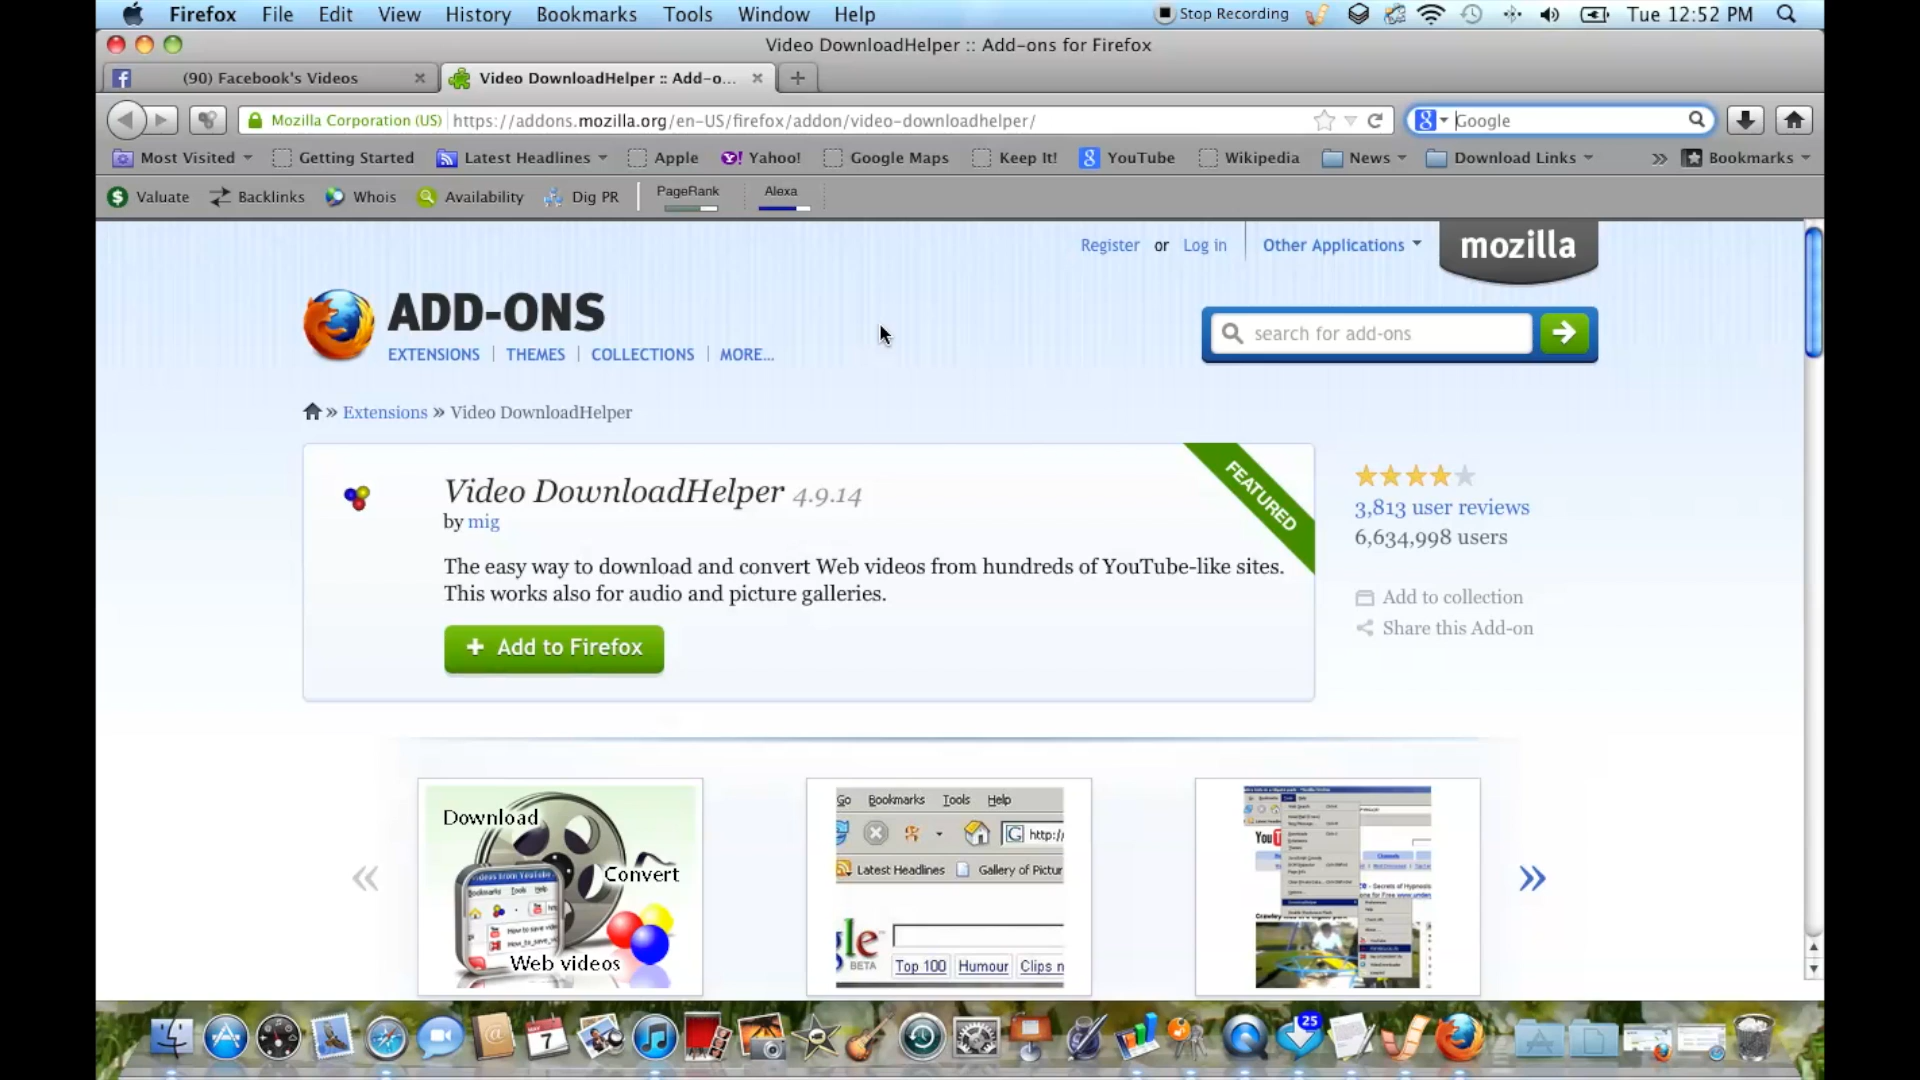 Firefox File Edit View History Bookmarks Tools Window Help Stop Recording Tue 12:52 PM
Video DownloadHelper :: Add-ons for Firefox
(90) Facebook's Videos Video DownloadHelper :: Add-o...
Mozilla Corporation (US) https://addons.mozilla.org/en-US/firefox/addon/video-downloadhelper/ Google
Most Visited Getting Started Latest Headlines Apple Yahoo! Google Maps Keep It! YouTube Wikipedia News Download Links Bookmarks
Valuate Backlinks Whois Availability Dig PR PageRank Alexa
Register or Log in Other Applications mozilla
ADD-ONS
search for add-ons
EXTENSIONS THEMES COLLECTIONS MORE...
» Extensions » Video DownloadHelper
Video DownloadHelper 4.9.14
FEATURED
by mig
3,813 user reviews
6,634,998 users
The easy way to download and convert Web videos from hundreds of YouTube-like sites.
This works also for audio and picture galleries.
Add to collection
Share this Add-on
+ Add to Firefox
Download
Convert
Web videos
Go Bookmarks Tools Help
http:/
Latest Headlines Gallery of Pictur
gle
BETA
Top 100 Humour Clips n
You
MAY
7
25